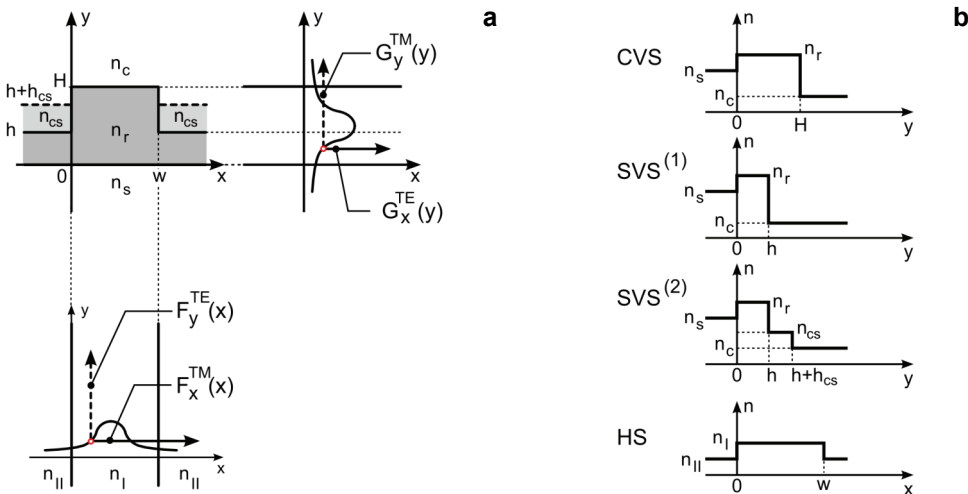 a
y
n_c
H
h+h_cs
n_cs
n_cs
h
n_r
0
w
x
n_s
y
G_y^TM(y)
x
G_x^TE(y)
y
F_y^TE(x)
F_x^TM(x)
x
n_II
n_I
n_II
b
CVS
n
n_r
n_s
n_c
0
H
y
SVS^(1)
n
n_r
n_s
n_c
0
h
y
SVS^(2)
n
n_r
n_s
n_cs
n_c
0
h
h+h_cs
y
HS
n
n_I
n_II
0
w
x